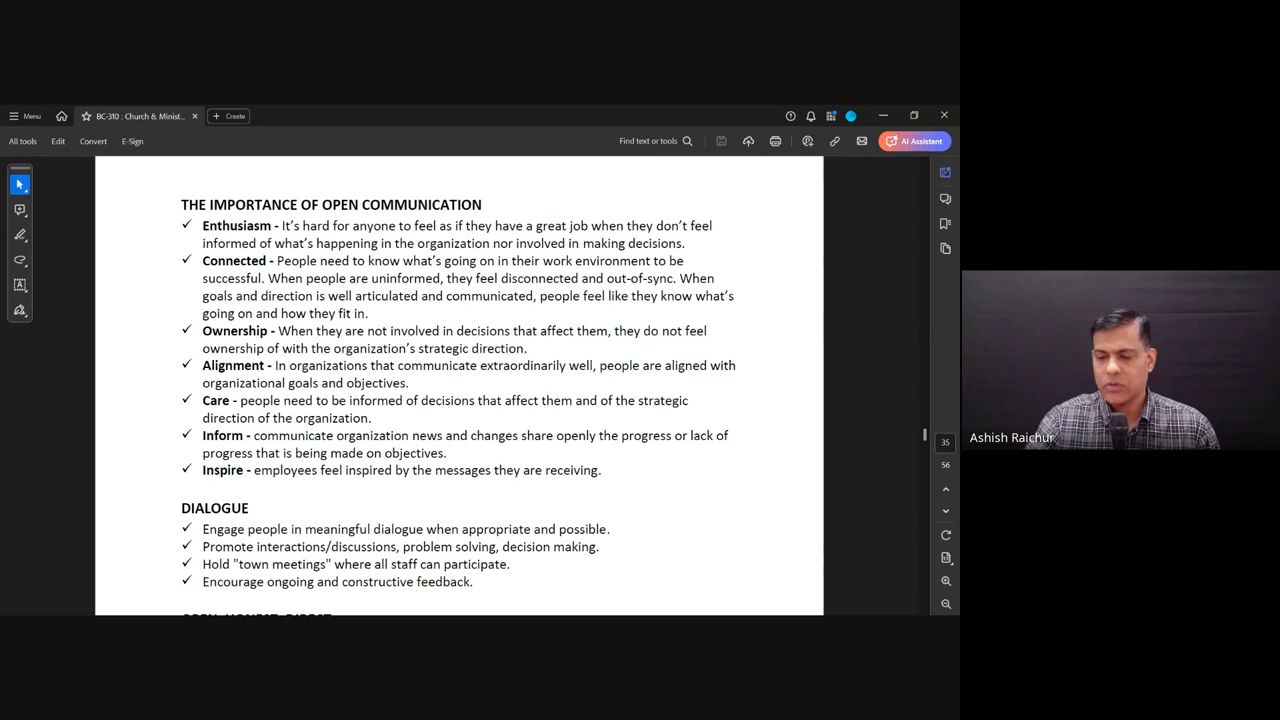 Menu
BC-310 : Church & Minist...
Create
All tools
Edit
Convert
E-Sign
Find text or tools
AI Assistant
THE IMPORTANCE OF OPEN COMMUNICATION
✓ Enthusiasm - It's hard for anyone to feel as if they have a great job when they don't feel
informed of what's happening in the organization nor involved in making decisions.
✓ Connected - People need to know what's going on in their work environment to be
successful. When people are uninformed, they feel disconnected and out-of-sync. When
goals and direction is well articulated and communicated, people feel like they know what's
going on and how they fit in.
✓ Ownership - When they are not involved in decisions that affect them, they do not feel
ownership of with the organization's strategic direction.
✓ Alignment - In organizations that communicate extraordinarily well, people are aligned with
organizational goals and objectives.
✓ Care - people need to be informed of decisions that affect them and of the strategic
direction of the organization.
✓ Inform - communicate organization news and changes share openly the progress or lack of
progress that is being made on objectives.
✓ Inspire - employees feel inspired by the messages they are receiving.
DIALOGUE
✓ Engage people in meaningful dialogue when appropriate and possible.
✓ Promote interactions/discussions, problem solving, decision making.
✓ Hold "town meetings" where all staff can participate.
✓ Encourage ongoing and constructive feedback.
OPEN, HONEST, DIRECT
35
56
Ashish Raichur